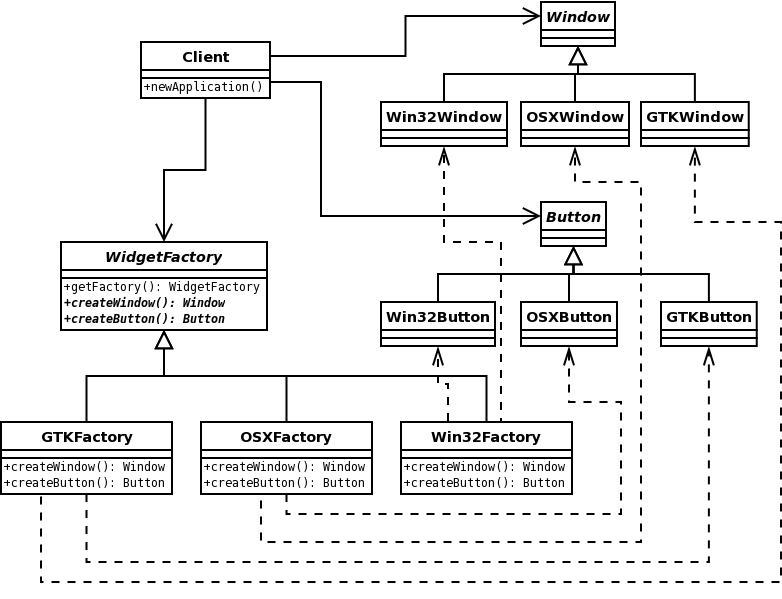 Window
Client
+newApplication()
Win32Window
OSXWindow
GTKWindow
Button
WidgetFactory
+getFactory(): WidgetFactory
+createWindow(): Window
+createButton(): Button
Win32Button
OSXButton
GTKButton
GTKFactory
+createWindow(): Window
+createButton(): Button
OSXFactory
+createWindow(): Window
+createButton(): Button
Win32Factory
+createWindow(): Window
+createButton(): Button